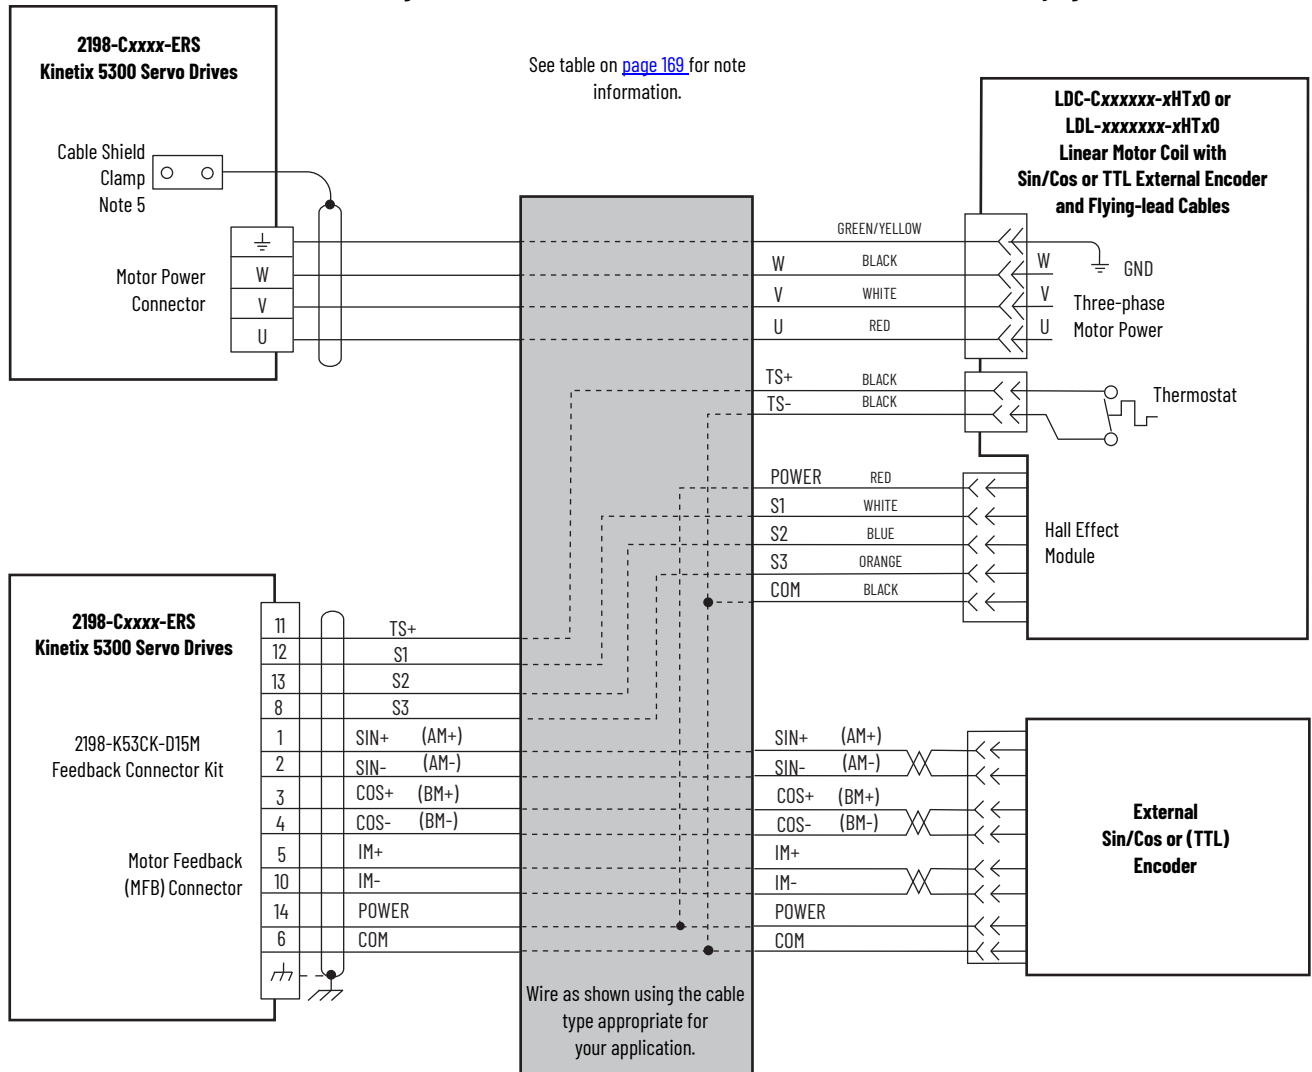 2198-Cxxxx-ERS
Kinetix 5300 Servo Drives
Cable Shield
Clamp
Note 5
Motor Power
Connector
W
V
U
See table on page 169 for note
information.
LDC-Cxxxxxx-xHTx0 or
LDL-xxxxxxx-xHTx0
Linear Motor Coil with
Sin/Cos or TTL External Encoder
and Flying-lead Cables
GREEN/YELLOW
W BLACK
V WHITE
U RED
W
V
U
GND
Three-phase
Motor Power
TS+ BLACK
TS- BLACK
Thermostat
POWER RED
S1 WHITE
S2 BLUE
S3 ORANGE
COM BLACK
Hall Effect
Module
2198-Cxxxx-ERS
Kinetix 5300 Servo Drives
2198-K53CK-D15M
Feedback Connector Kit
Motor Feedback
(MFB) Connector
11 TS+
12 S1
13 S2
8 S3
1 SIN+ (AM+)
2 SIN- (AM-)
3 COS+ (BM+)
4 COS- (BM-)
5 IM+
10 IM-
14 POWER
6 COM
Wire as shown using the cable
type appropriate for
your application.
SIN+ (AM+)
SIN- (AM-)
COS+ (BM+)
COS- (BM-)
IM+
IM-
POWER
COM
External
Sin/Cos or (TTL)
Encoder